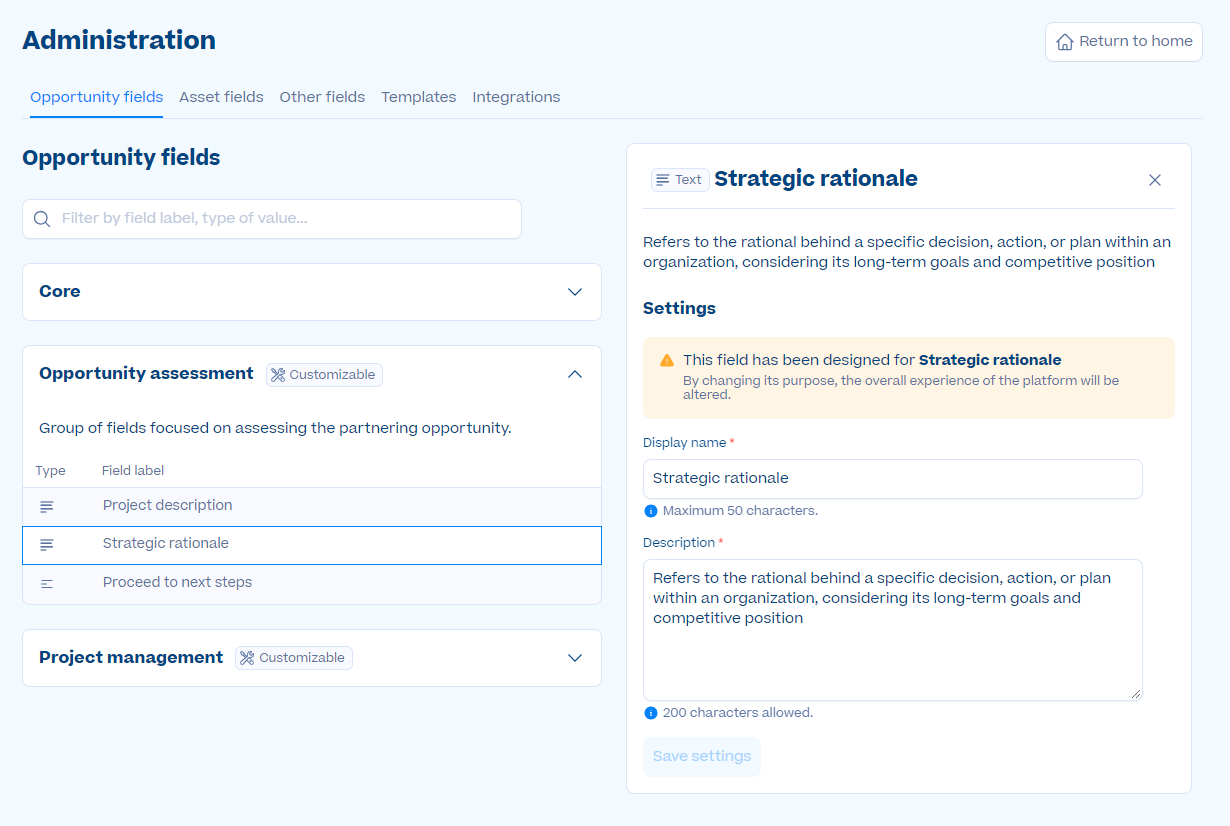 Administration
Return to home
Opportunity fields
Asset fields
Other fields
Templates
Integrations
Opportunity fields
Filter by field label, type of value...
Core
Opportunity assessment
Customizable
Group of fields focused on assessing the partnering opportunity.
Type
Field label
Project description
Strategic rationale
Proceed to next steps
Project management
Customizable
Text
Strategic rationale
Refers to the rational behind a specific decision, action, or plan within an
organization, considering its long-term goals and competitive position
Settings
This field has been designed for Strategic rationale
By changing its purpose, the overall experience of the platform will be
altered.
Display name *
Strategic rationale
Maximum 50 characters.
Description *
Refers to the rational behind a specific decision, action, or plan
within an organization, considering its long-term goals and
competitive position
200 characters allowed.
Save settings